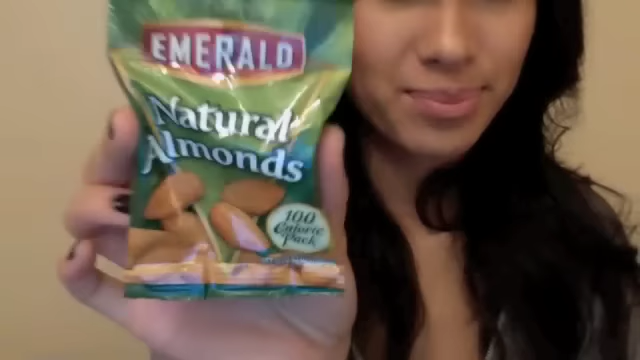 EMERALD
Natural
Almonds
100
Calorie
Pack